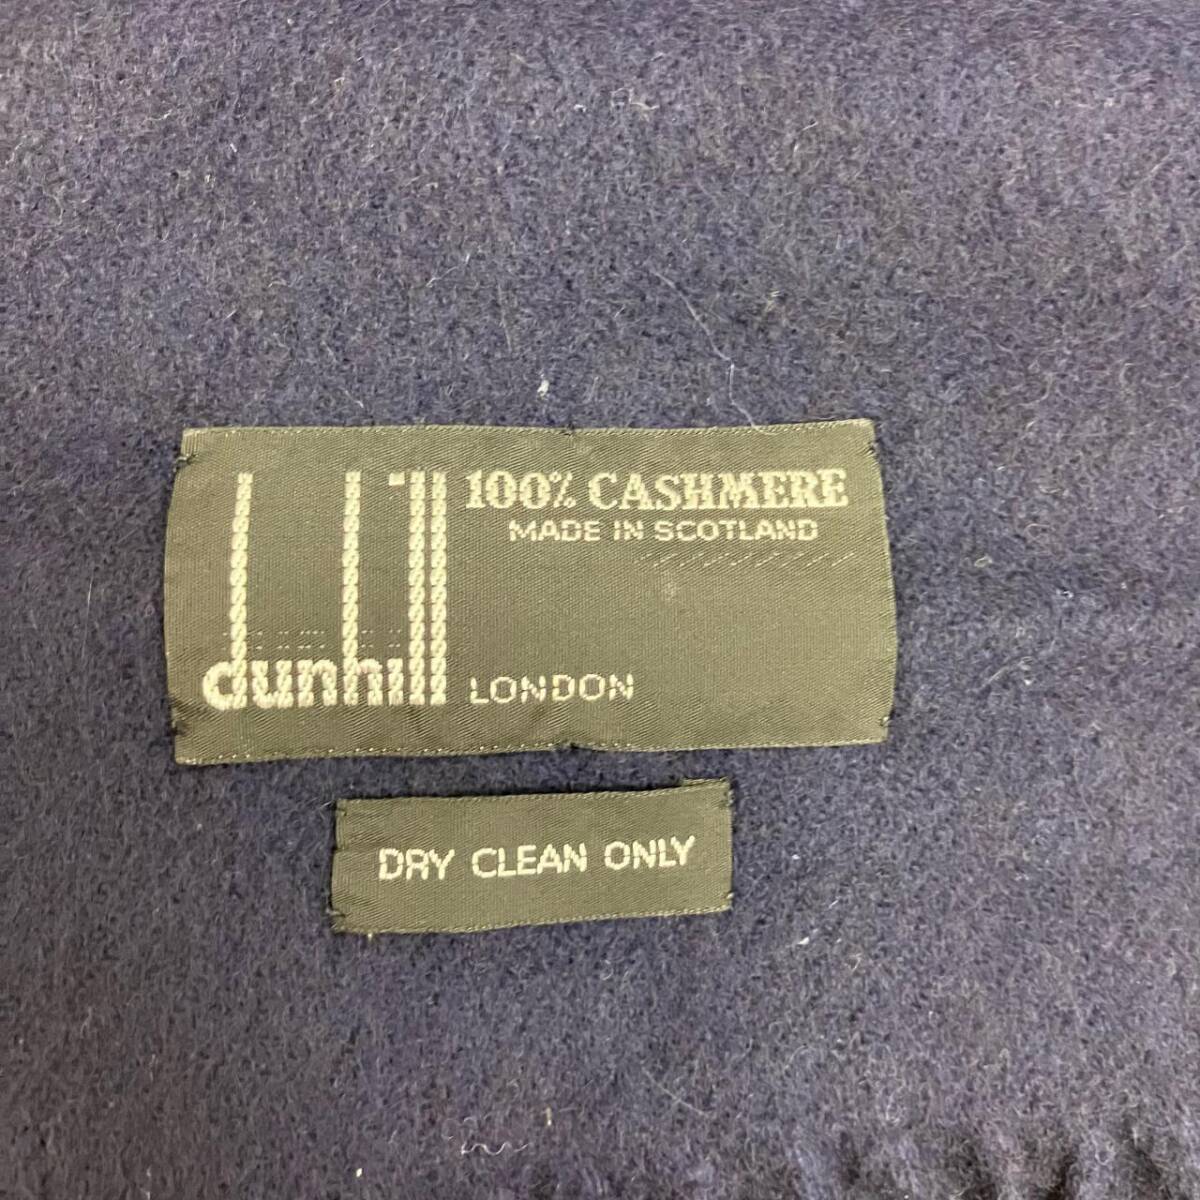 100% CASHMERE
MADE IN SCOTLAND
dunhill LONDON
DRY CLEAN ONLY